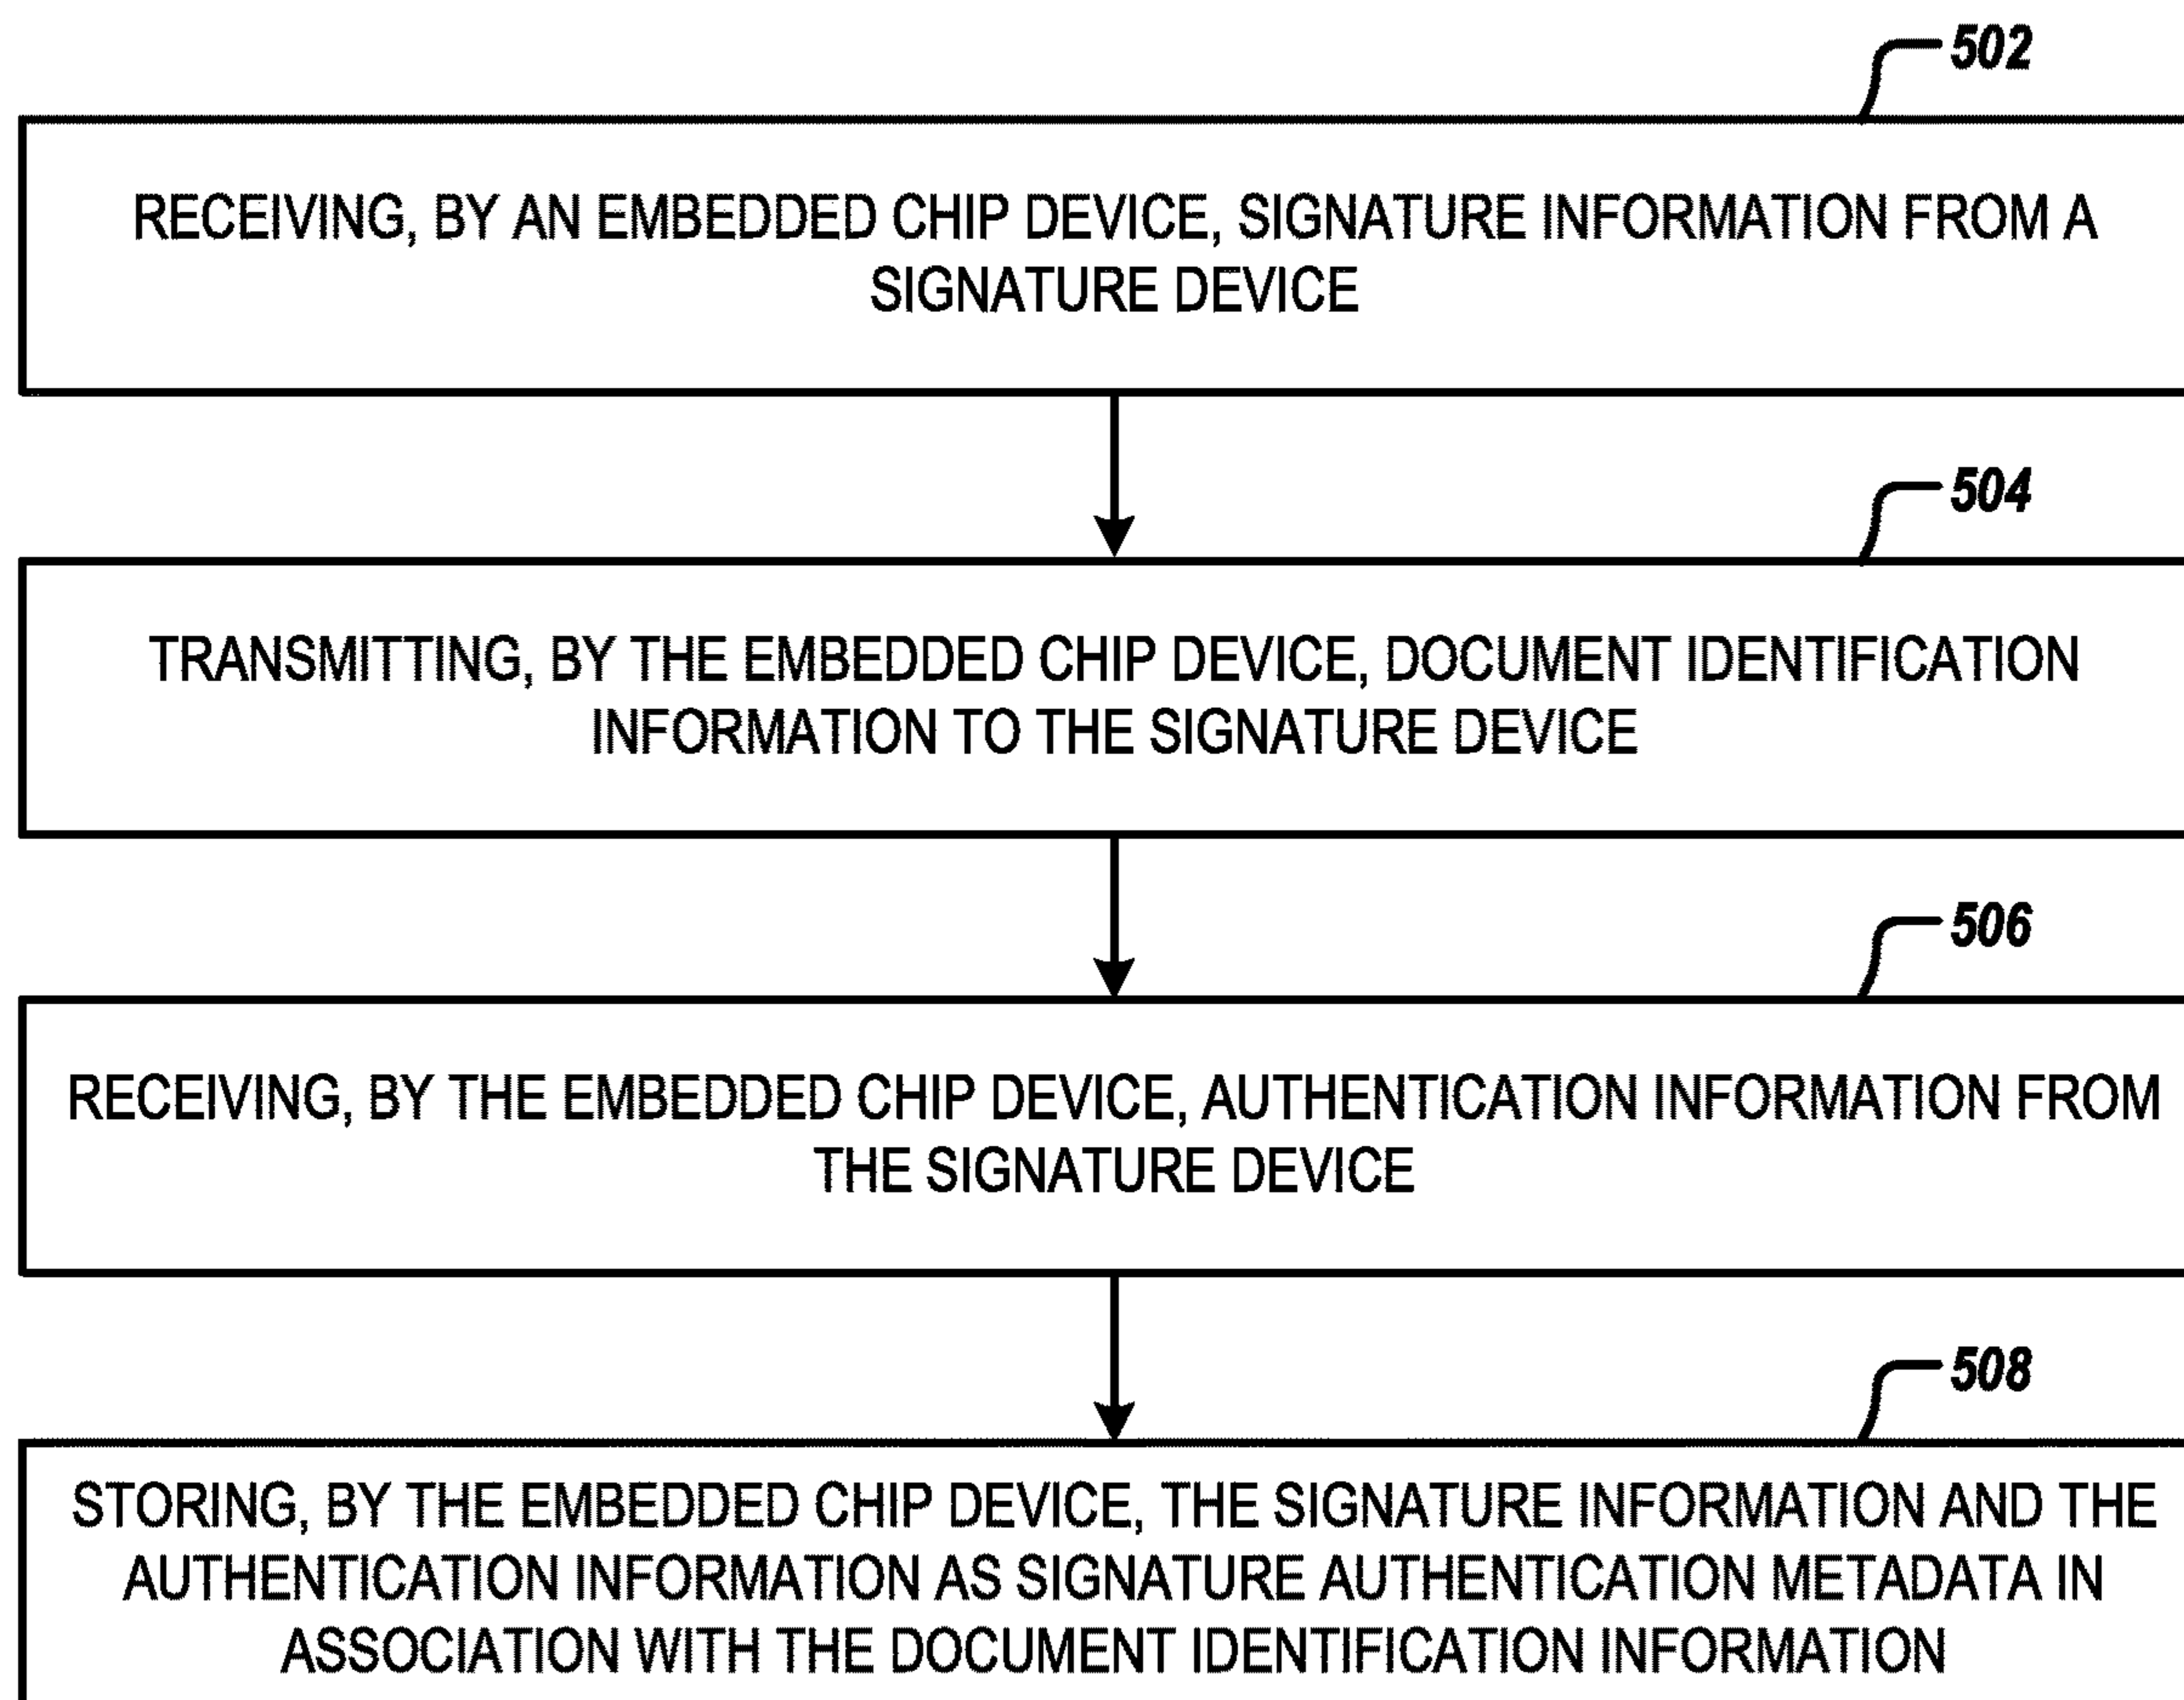 502
RECEIVING, BY AN EMBEDDED CHIP DEVICE, SIGNATURE INFORMATION FROM A
SIGNATURE DEVICE
504
TRANSMITTING, BY THE EMBEDDED CHIP DEVICE, DOCUMENT IDENTIFICATION
INFORMATION TO THE SIGNATURE DEVICE
506
RECEIVING, BY THE EMBEDDED CHIP DEVICE, AUTHENTICATION INFORMATION FROM
THE SIGNATURE DEVICE
508
STORING, BY THE EMBEDDED CHIP DEVICE, THE SIGNATURE INFORMATION AND THE
AUTHENTICATION INFORMATION AS SIGNATURE AUTHENTICATION METADATA IN
ASSOCIATION WITH THE DOCUMENT IDENTIFICATION INFORMATION